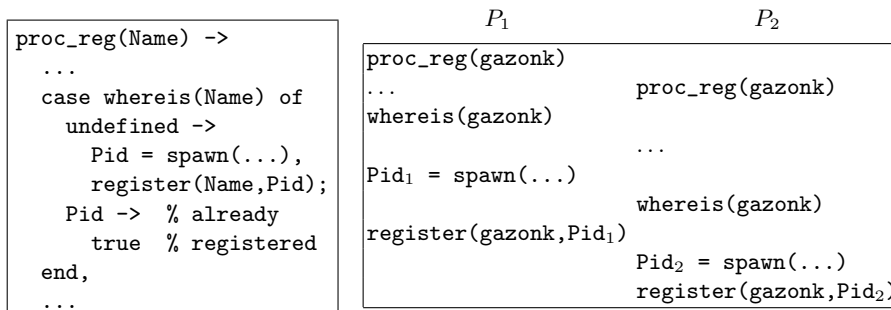 proc_reg(Name) ->
...
case whereis(Name) of
undefined ->
Pid = spawn(...),
register(Name,Pid);
Pid -> % already
true % registered
end,
...
P₁ P₂
proc_reg(gazonk)
... proc_reg(gazonk)
whereis(gazonk)
...
Pid₁ = spawn(...)
whereis(gazonk)
register(gazonk,Pid₁)
Pid₂ = spawn(...)
register(gazonk,Pid₂)